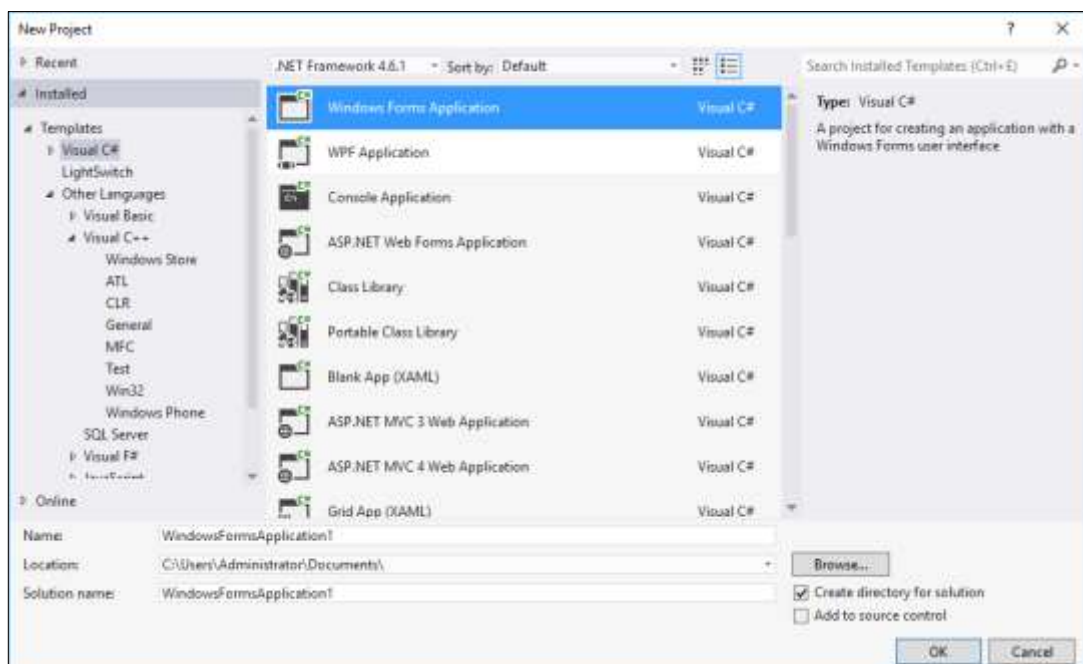 New Project
?
Recent
.NET Framework 4.6.1
Sort by: Default
Search Installed Templates (Ctrl+E)
Installed
Templates
Visual C#
LightSwitch
Other Languages
Visual Basic
Visual C++
Windows Store
ATL
CLR
General
MFC
Test
Win32
Windows Phone
SQL Server
Visual F#
JavaScript
Online
Windows Forms Application Visual C#
WPF Application Visual C#
Console Application Visual C#
ASP.NET Web Forms Application Visual C#
Class Library Visual C#
Portable Class Library Visual C#
Blank App (XAML) Visual C#
ASP.NET MVC 3 Web Application Visual C#
ASP.NET MVC 4 Web Application Visual C#
Grid App (XAML) Visual C#
Type: Visual C#
A project for creating an application with a
Windows Forms user interface
Name: WindowsFormsApplication1
Location: C:\Users\Administrator\Documents\
Browse...
Solution name: WindowsFormsApplication1
Create directory for solution
Add to source control
OK
Cancel